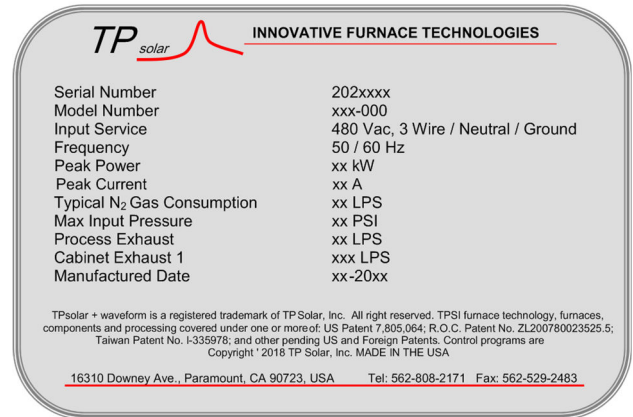 TP solar INNOVATIVE FURNACE TECHNOLOGIES
Serial Number 202xxxx
Model Number xxx-000
Input Service 480 Vac, 3 Wire / Neutral / Ground
Frequency 50 / 60 Hz
Peak Power xx kW
Peak Current xx A
Typical N₂ Gas Consumption xx LPS
Max Input Pressure xx PSI
Process Exhaust xx LPS
Cabinet Exhaust 1 xxx LPS
Manufactured Date xx-20xx
TPsolar + waveform is a registered trademark of TP Solar, Inc. All right reserved. TPSI furnace technology, furnaces,
components and processing covered under one or more of: US Patent 7,805,064; R.O.C. Patent No. ZL200780023525.5;
Taiwan Patent No. I-335978; and other pending US and Foreign Patents. Control programs are
Copyright ' 2018 TP Solar, Inc. MADE IN THE USA
16310 Downey Ave., Paramount, CA 90723, USA Tel: 562-808-2171 Fax: 562-529-2483